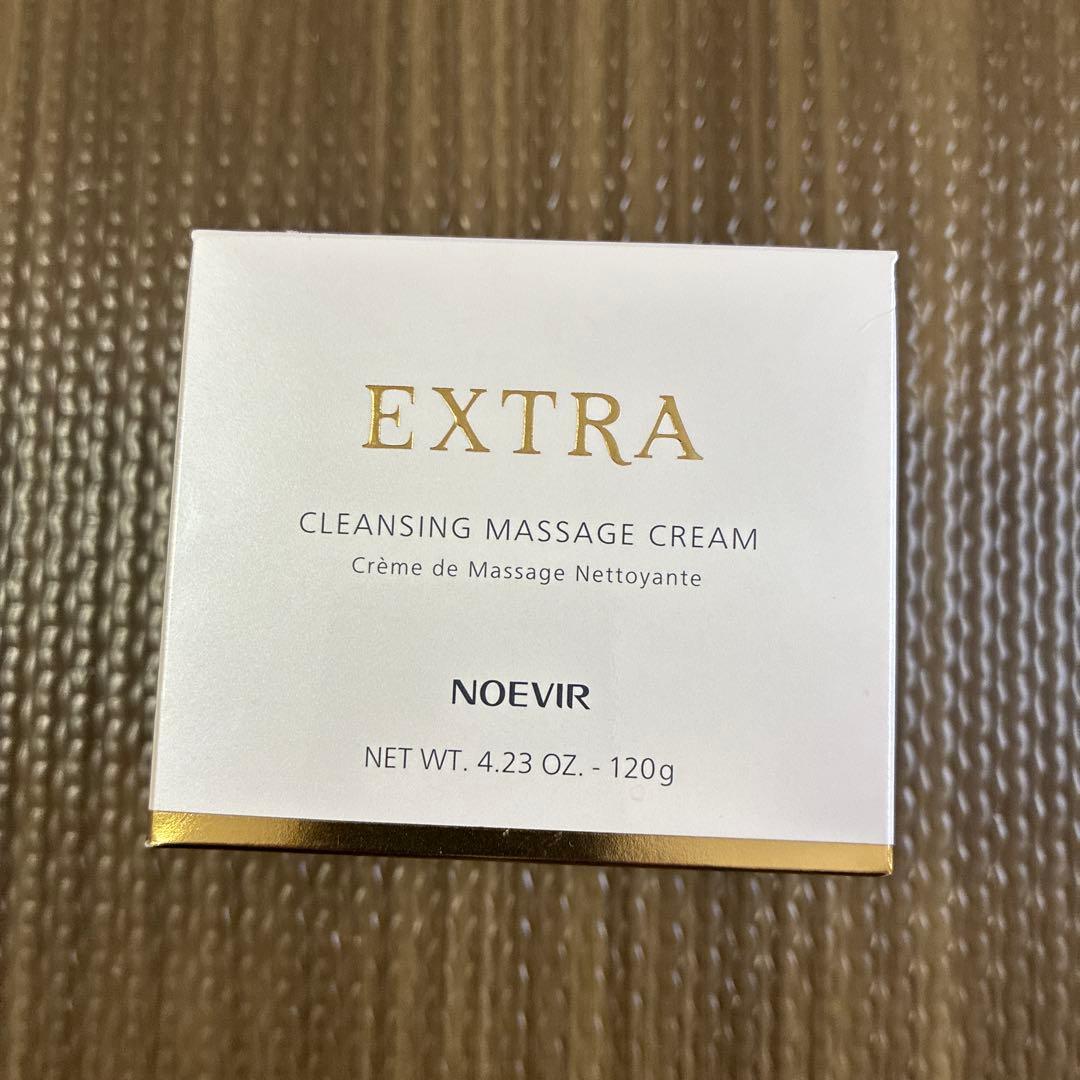 EXTRA
CLEANSING MASSAGE CREAM
Crème de Massage Nettoyante
NOEVIR
NET WT. 4.23 OZ. - 120g